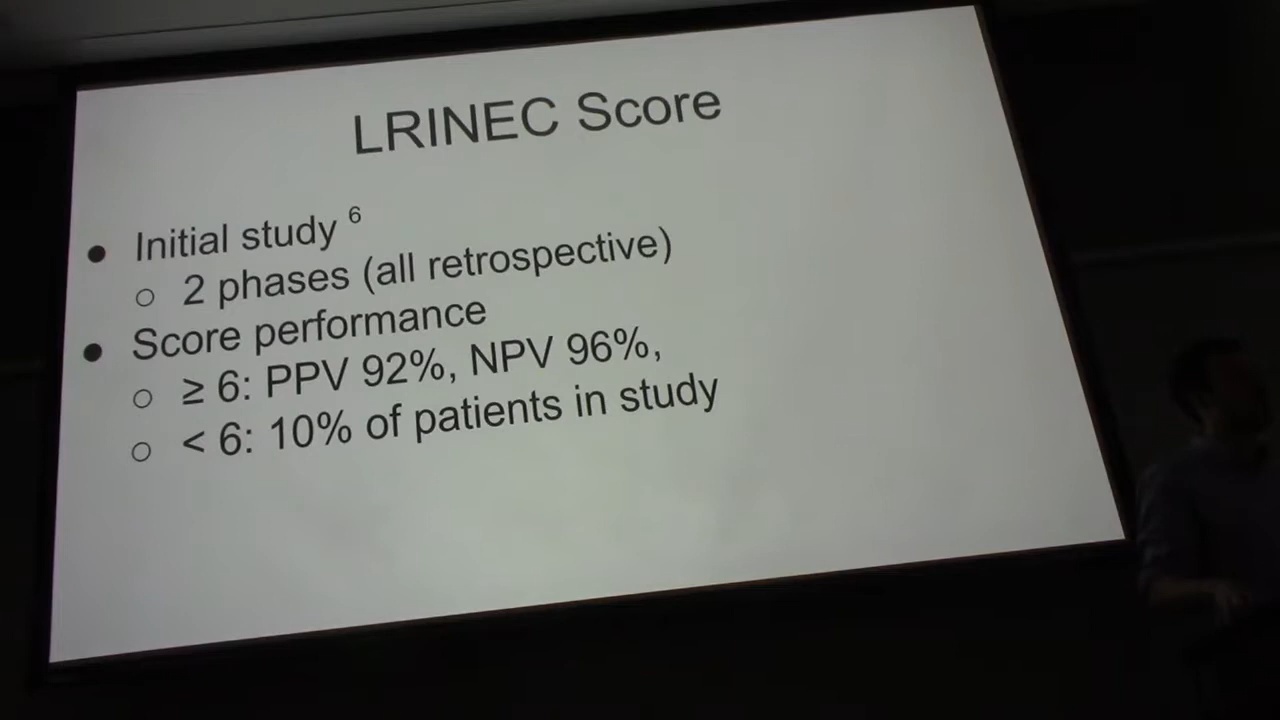 LRINEC Score
● Initial study 6
○ 2 phases (all retrospective)
● Score performance
○ ≥ 6: PPV 92%, NPV 96%,
○ < 6: 10% of patients in study